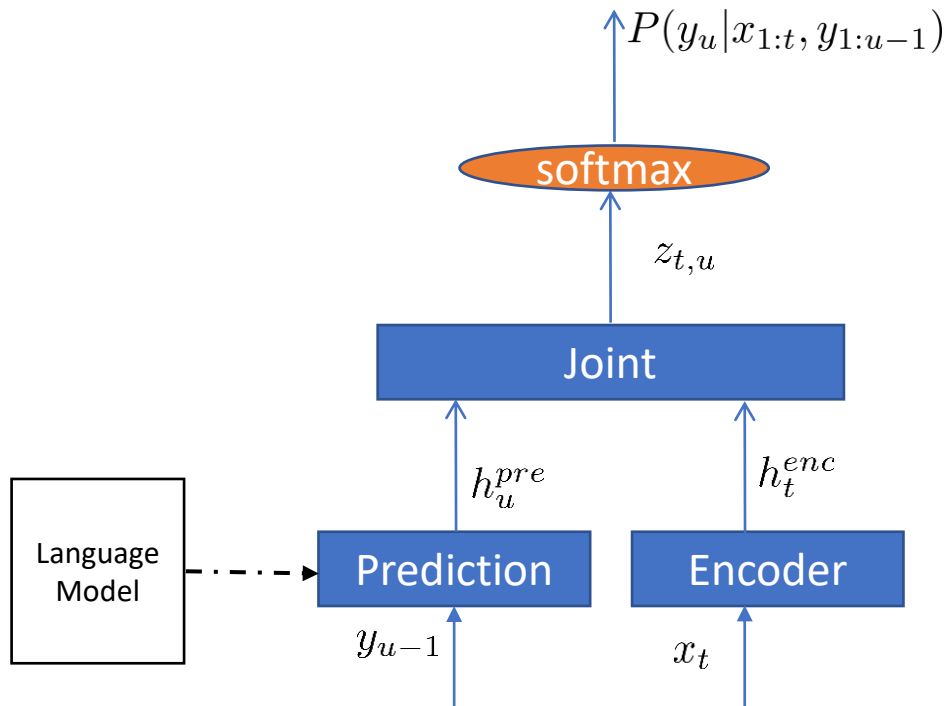 P(y_u|x_{1:t}, y_{1:u−1})
softmax
z_{t,u}
Joint
h_u^{pre}
h_t^{enc}
Language
Model
Prediction
Encoder
y_{u−1}
x_t